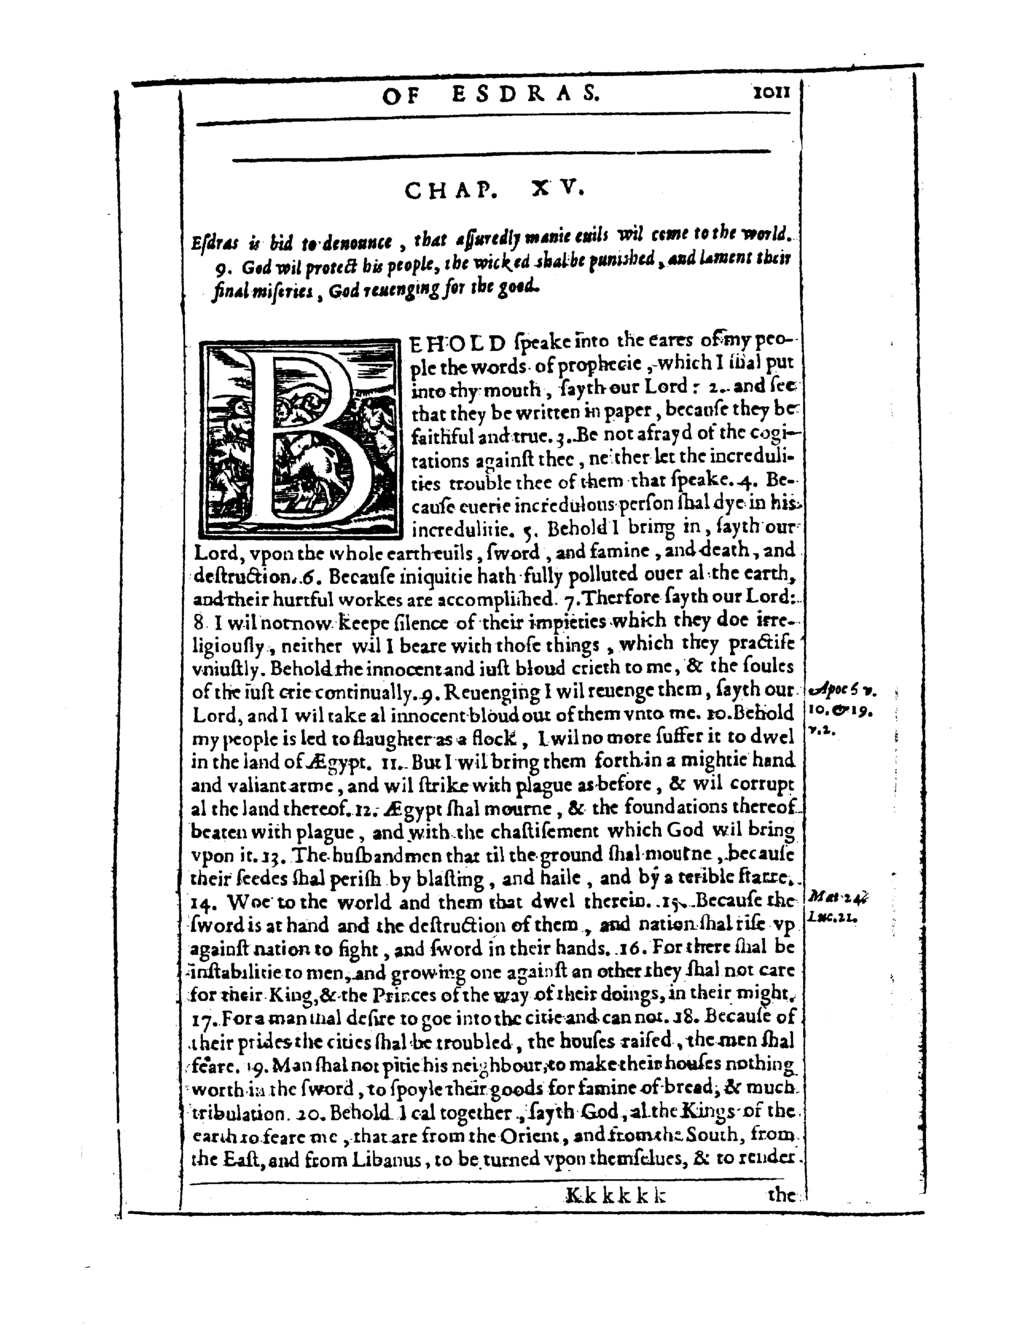 OF ESDRAS. 1011
CHAP. XV.
Eſdras is bid to denounce, that aſſuredly manie euils wil come to the world.
9. God wil protect his people, the wicked shal be punished, and lament their
final miſeries, God reuenging for the good.
BEHOLD ſpeake into the eares of my peo-
ple the words of prophecie, which I ſhal put
into thy mouth, ſayth our Lord: 2. and ſee
that they be written in paper, becauſe they be
faithful and true. 3. Be not afrayd of the cogi-
tations againſt thee, neither let the increduli-
ties trouble thee of them that ſpeake. 4. Be-
cauſe euerie incredulous perſon ſhal dye in his
incredulitie. 5. Behold I bring in, ſayth our
Lord, vpon the whole earth euils, ſword, and famine, and death, and
deſtruction. 6. Becauſe iniquitie hath fully polluted ouer al the earth,
and their hurtful workes are accompliſhed. 7. Therfore ſayth our Lord:
8 I wil not now keepe ſilence of their impieties which they doe irre-
ligiouſly, neither wil I beare with thoſe things, which they practiſe
vniuſtly. Behold the innocent and iuſt bloud crieth to me, & the ſoules
of the iuſt crie continually. 9. Reuenging I wil reuenge them, ſayth our
Lord, and I wil take al innocent bloud out of them vnto me. 10. Behold
my people is led to ſlaughter as a flock, I wil no more ſuffer it to dwel
in the land of Ægypt. 11. But I wil bring them forth in a mightie hand
and valiant arme, and wil ſtrike with plague as before, & wil corrupt
al the land thereof. 12. Ægypt ſhal mourne, & the foundations thereof
beaten with plague, and with the chaſtiſement which God wil bring
vpon it. 13. The huſbandmen that til the ground ſhal mourne, becauſe
their ſeedes ſhal periſh by blaſting, and haile, and by a terible ſtarre.
14. Woe to the world and them that dwel therein. 15. Becauſe the
ſword is at hand and the deſtruction of them, and nation ſhal riſe vp
againſt nation to fight, and ſword in their hands. 16. For there ſhal be
inſtabilitie to men, and growing one againſt an other they ſhal not care
for their King, & the Princes of the way of their doings, in their might.
17. For a man ſhal deſire to goe into the citie and can not. 18. Becauſe of
their prides the cities ſhal be troubled, the houſes raiſed, the men ſhal
feare. 19. Man ſhal not pitie his neighbour, to make their houſes nothing
worth in the ſword, to ſpoyle their goods for famine of bread, & much
tribulation. 20. Behold I cal together, ſayth God, al the Kings of the
earth to feare me, that are from the Orient, and from the South, from
the Eaſt, and from Libanus, to be turned vpon themſelues, & to render
Kkkkkk the
Apoc 6 v.
10. & 19.
v. 2.
Mat 24
Luc. 21.